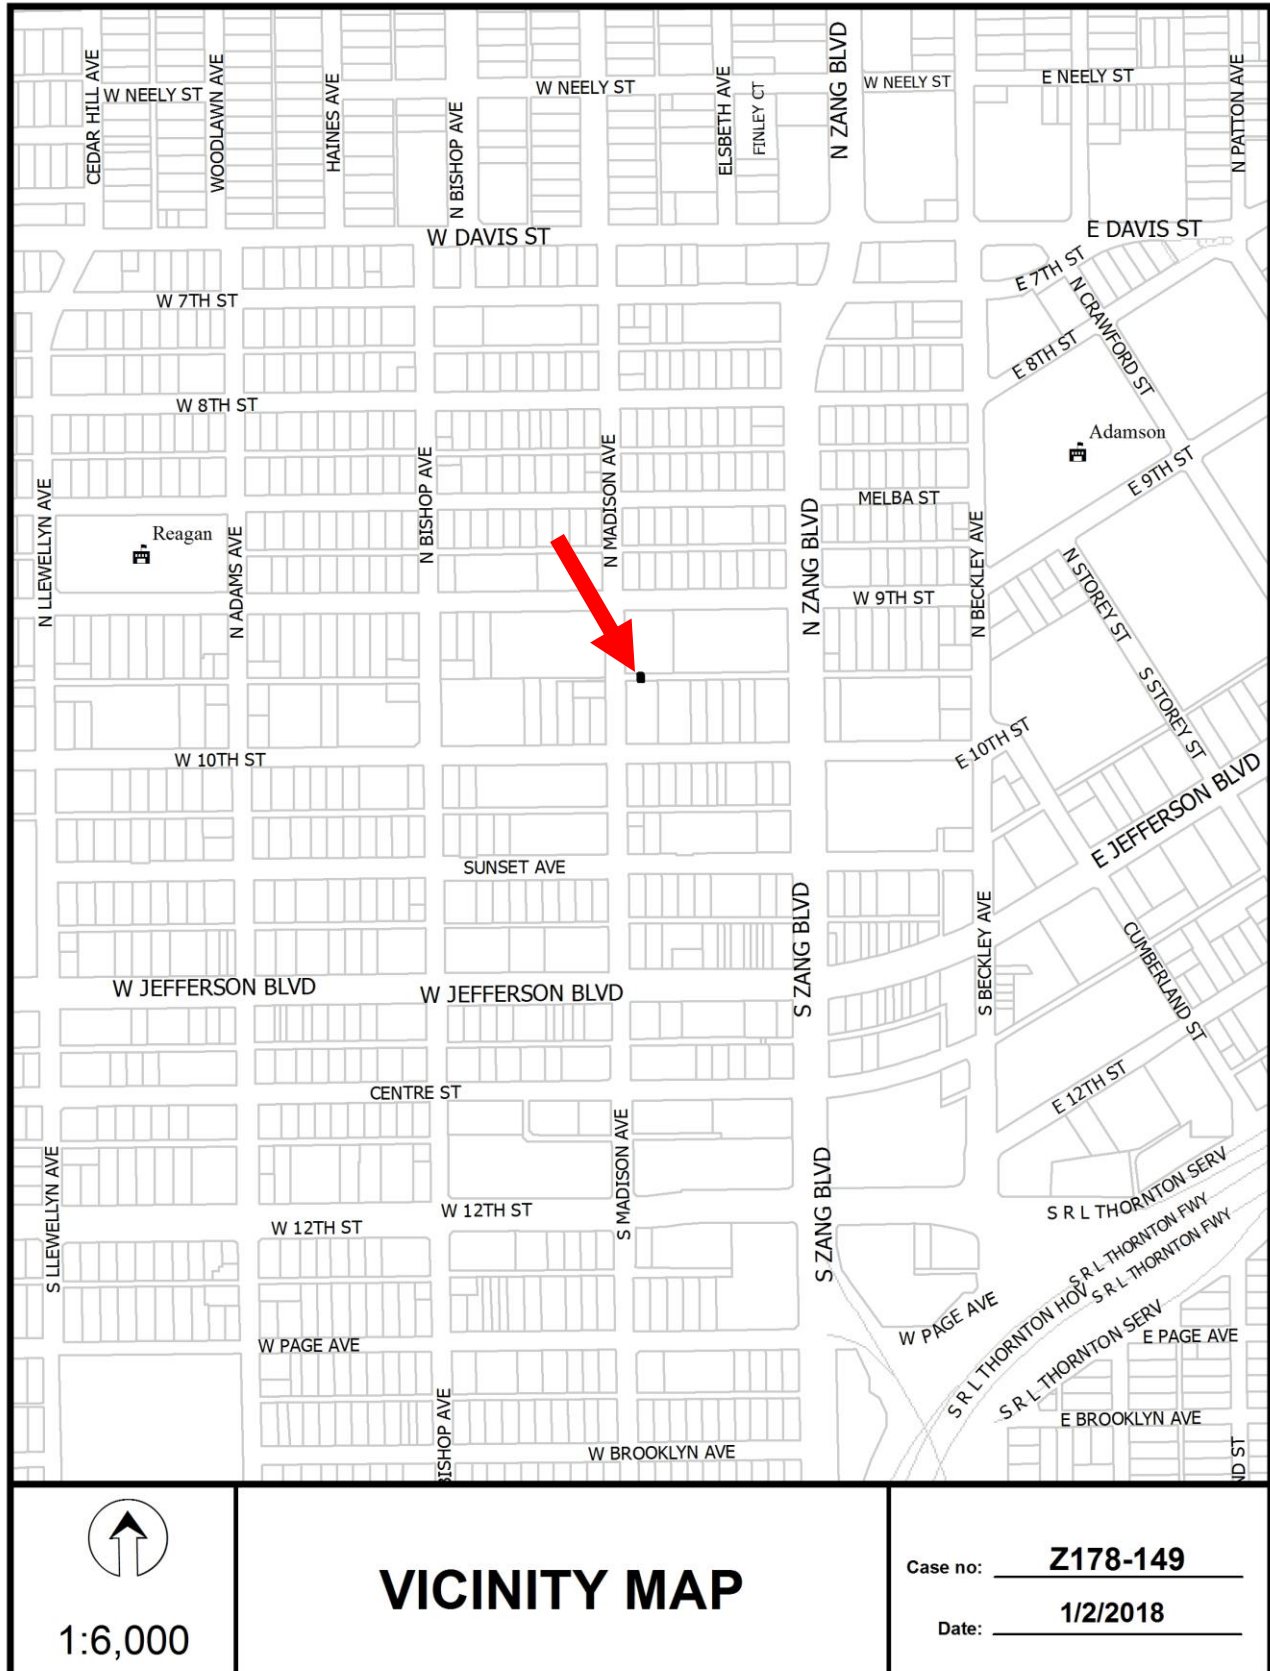 CEDAR HILL AVE
W NEELY ST
WOODLAWN AVE
HAINES AVE
N BISHOP AVE
W NEELY ST
ELSBETH AVE
FINLEY CT
N ZANG BLVD
W NEELY ST
E NEELY ST
N PATTON AVE
W DAVIS ST
E DAVIS ST
E 7TH ST
W 7TH ST
N CRAWFORD ST
E 8TH ST
W 8TH ST
Adamson
N MADISON AVE
N BISHOP AVE
E 9TH ST
MELBA ST
N LLEWELLYN AVE
Reagan
N ADAMS AVE
N ZANG BLVD
N BECKLEY AVE
N STOREY ST
W 9TH ST
S STOREY ST
E 10TH ST
W 10TH ST
E JEFFERSON BLVD
SUNSET AVE
S ZANG BLVD
S BECKLEY AVE
CUMBERLAND ST
W JEFFERSON BLVD
W JEFFERSON BLVD
E 12TH ST
CENTRE ST
S MADISON AVE
S LLEWELLYN AVE
S ZANG BLVD
S R L THORNTON SERV
W 12TH ST
W 12TH ST
S R L THORNTON FWY
S R L THORNTON FWY
S R L THORNTON HOV
S R L THORNTON SERV
W PAGE AVE
E PAGE AVE
W PAGE AVE
BISHOP AVE
E BROOKLYN AVE
W BROOKLYN AVE
ND ST
1:6,000
VICINITY MAP
Case no: Z178-149
Date: 1/2/2018